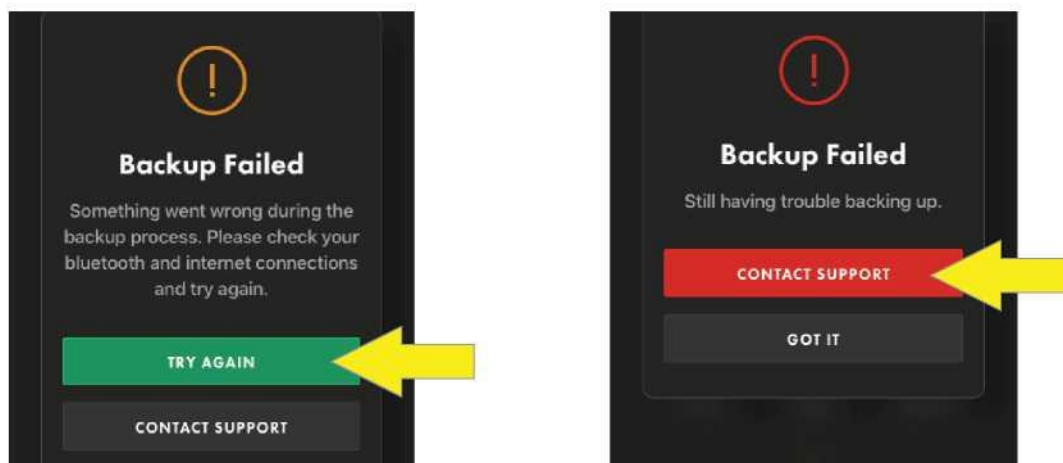 !
Backup Failed
Something went wrong during the
backup process. Please check your
bluetooth and internet connections
and try again.
TRY AGAIN
CONTACT SUPPORT
!
Backup Failed
Still having trouble backing up.
CONTACT SUPPORT
GOT IT